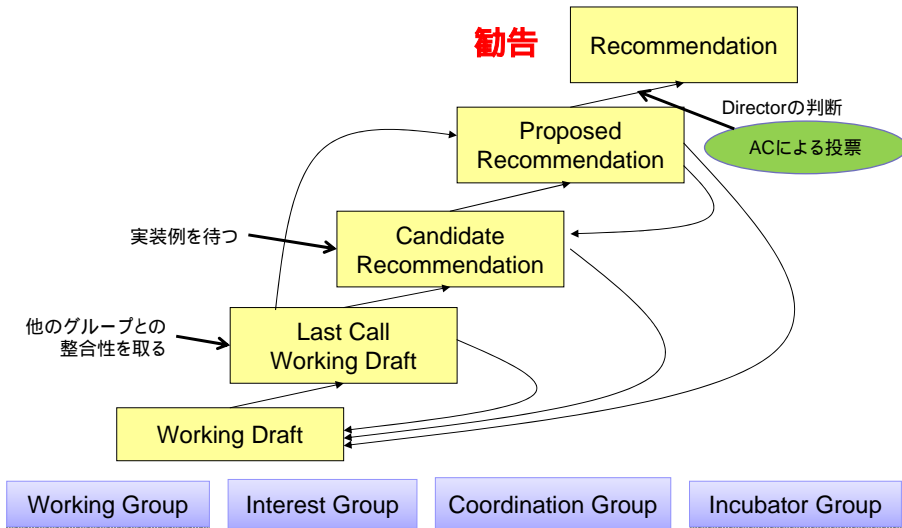 勧告
Recommendation
Directorの判断
ACによる投票
Proposed
Recommendation
実装例を待つ
Candidate
Recommendation
他のグループとの
整合性を取る
Last Call
Working Draft
Working Draft
Working Group
Interest Group
Coordination Group
Incubator Group